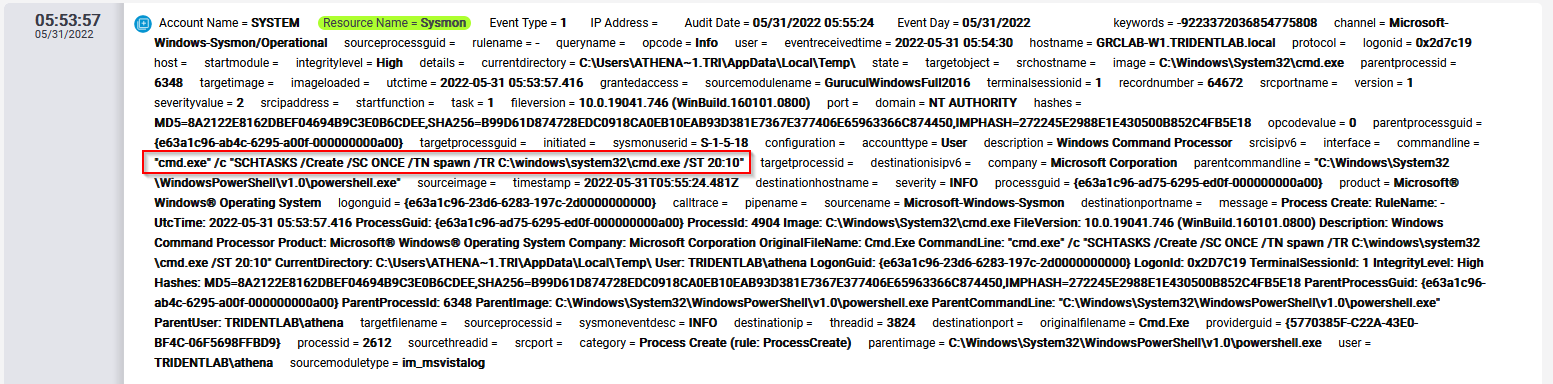 05:53:57
05/31/2022
Account Name = SYSTEM Resource Name = Sysmon Event Type = 1 IP Address = Audit Date = 05/31/2022 05:55:24 Event Day = 05/31/2022 keywords = -9223372036854775808 channel = Microsoft-
Windows-Sysmon/Operational sourceprocessguid = rulename = - queryname = opcode = Info user = eventreceivedtime = 2022-05-31 05:54:30 hostname = GRCLAB-W1.TRIDENTLAB.local protocol = logonid = 0x2d7c19
host = startmodule = integritylevel = High details = currentdirectory = C:\Users\ATHENA~1.TRI\AppData\Local\Temp\ state = targetobject = srchostname = image = C:\Windows\System32\cmd.exe parentprocessid =
6348 targetimage = imageloaded = utctime = 2022-05-31 05:53:57.416 grantedaccess = sourcemodulename = GuruculWindowsFull2016 terminalsessionid = 1 recordnumber = 64672 srcportname = version = 1
severityvalue = 2 srcipaddress = startfunction = task = 1 fileversion = 10.0.19041.746 (WinBuild.160101.0800) port = domain = NT AUTHORITY hashes =
MD5=8A2122E8162DBEF04694B9C3E0B6CDEE,SHA256=B99D61D874728EDC0918CA0EB10EAB93D381E7367E377406E65963366C874450,IMPHASH=272245E2988E1E430500B852C4FB5E18 opcodevalue = 0 parentprocessguid =
{e63a1c96-ab4c-6295-a00f-000000000a00} targetprocessguid = initiated = sysmonuserid = S-1-5-18 configuration = accounttype = User description = Windows Command Processor srcisipv6 = interface = commandline =
"cmd.exe" /c "SCHTASKS /Create /SC ONCE /TN spawn /TR C:\windows\system32\cmd.exe /ST 20:10" targetprocessid = destinationisipv6 = company = Microsoft Corporation parentcommandline = "C:\Windows\System32
\WindowsPowerShell\v1.0\powershell.exe" sourceimage = timestamp = 2022-05-31T05:55:24.481Z destinationhostname = severity = INFO processguid = {e63a1c96-ad75-6295-ed0f-000000000a00} product = Microsoft®
Windows® Operating System logonguid = {e63a1c96-23d6-6283-197c-2d0000000000} calltrace = pipename = sourcename = Microsoft-Windows-Sysmon destinationportname = message = Process Create: RuleName: -
UtcTime: 2022-05-31 05:53:57.416 ProcessGuid: {e63a1c96-ad75-6295-ed0f-000000000a00} ProcessId: 4904 Image: C:\Windows\System32\cmd.exe FileVersion: 10.0.19041.746 (WinBuild.160101.0800) Description: Windows
Command Processor Product: Microsoft® Windows® Operating System Company: Microsoft Corporation OriginalFileName: Cmd.Exe CommandLine: "cmd.exe" /c "SCHTASKS /Create /SC ONCE /TN spawn /TR C:\windows\system32
\cmd.exe /ST 20:10" CurrentDirectory: C:\Users\ATHENA~1.TRI\AppData\Local\Temp\ User: TRIDENTLAB\athena LogonGuid: {e63a1c96-23d6-6283-197c-2d0000000000} LogonId: 0x2D7C19 TerminalSessionId: 1 IntegrityLevel: High
Hashes: MD5=8A2122E8162DBEF04694B9C3E0B6CDEE,SHA256=B99D61D874728EDC0918CA0EB10EAB93D381E7367E377406E65963366C874450,IMPHASH=272245E2988E1E430500B852C4FB5E18 ParentProcessGuid: {e63a1c96-
ab4c-6295-a00f-000000000a00} ParentProcessId: 6348 ParentImage: C:\Windows\System32\WindowsPowerShell\v1.0\powershell.exe ParentCommandLine: "C:\Windows\System32\WindowsPowerShell\v1.0\powershell.exe"
ParentUser: TRIDENTLAB\athena targetfilename = sourceprocessid = sysmoneventdesc = INFO destinationip = threadid = 3824 destinationport = originalfilename = Cmd.Exe providerguid = {5770385F-C22A-43E0-
BF4C-06F5698FFBD9} processid = 2612 sourcethreadid = srcport = category = Process Create (rule: ProcessCreate) parentimage = C:\Windows\System32\WindowsPowerShell\v1.0\powershell.exe user =
TRIDENTLAB\athena sourcemoduletype = im_msvistalog